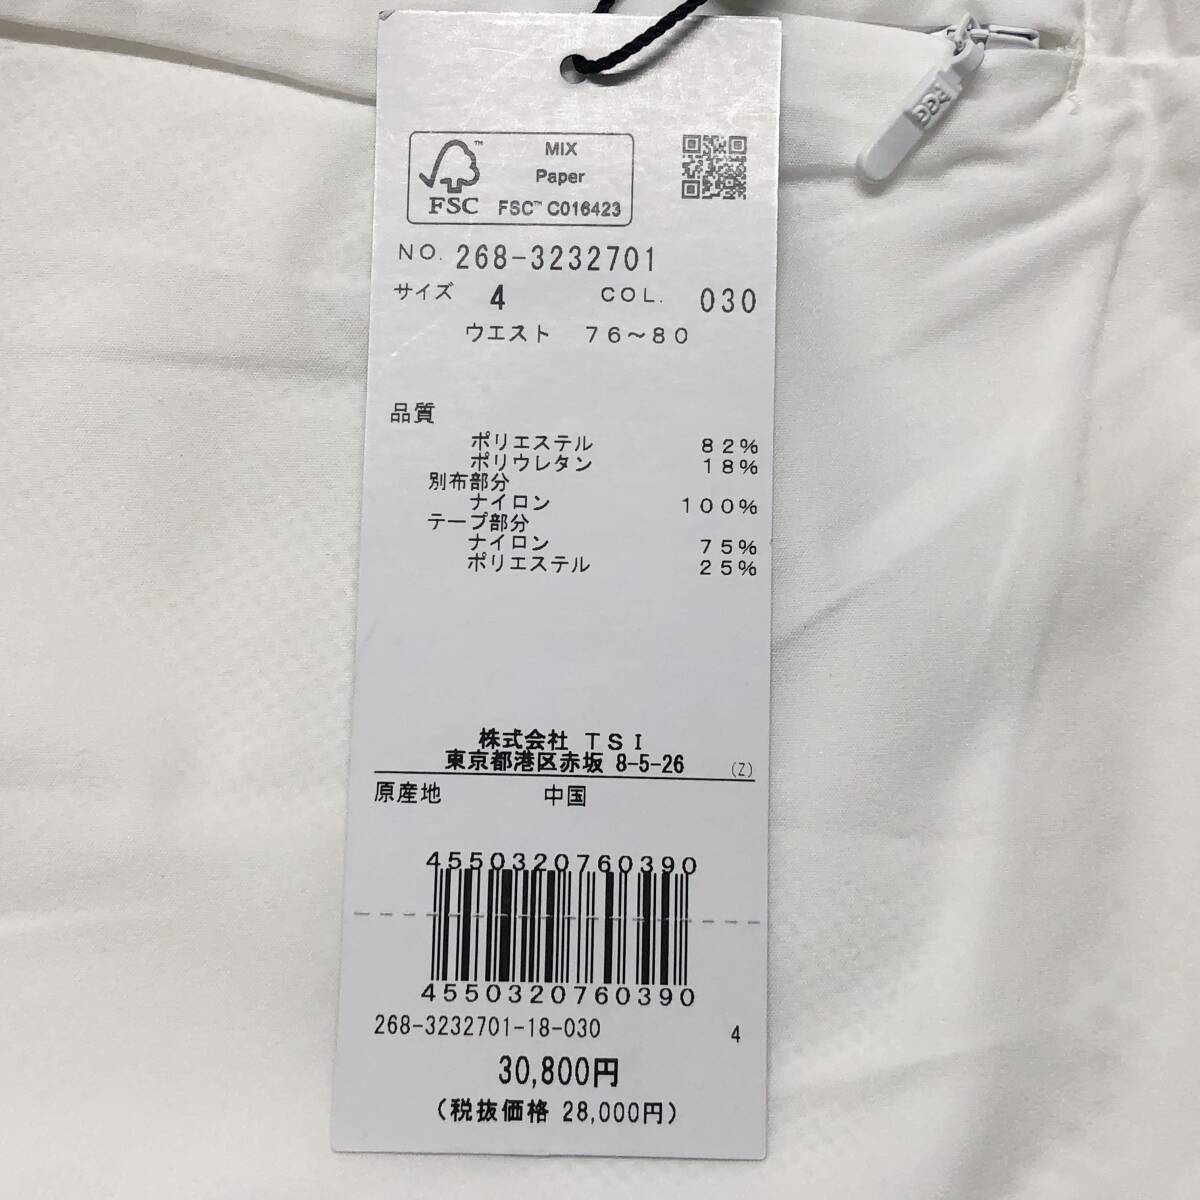 MIX
Paper
FSC™ C016423
FSC
NO. 268-3232701
サイズ 4 COL. 030
ウエスト 76～80
品質
ポリエステル 82%
ポリウレタン 18%
別布部分
ナイロン 100%
テープ部分
ナイロン 75%
ポリエステル 25%
株式会社 TSI
東京都港区赤坂 8-5-26 (Z)
原産地 中国
4550320760390
4550320760390
268-3232701-18-030 4
30,800円
(税抜価格 28,000円)